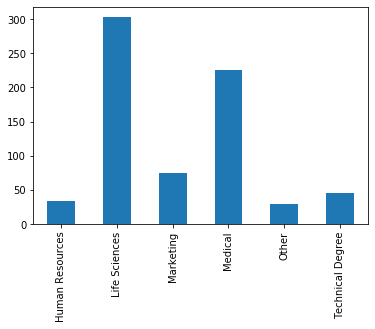 300
250
200
150
100
50
0
Human Resources
Life Sciences
Marketing
Medical
Other
Technical Degree